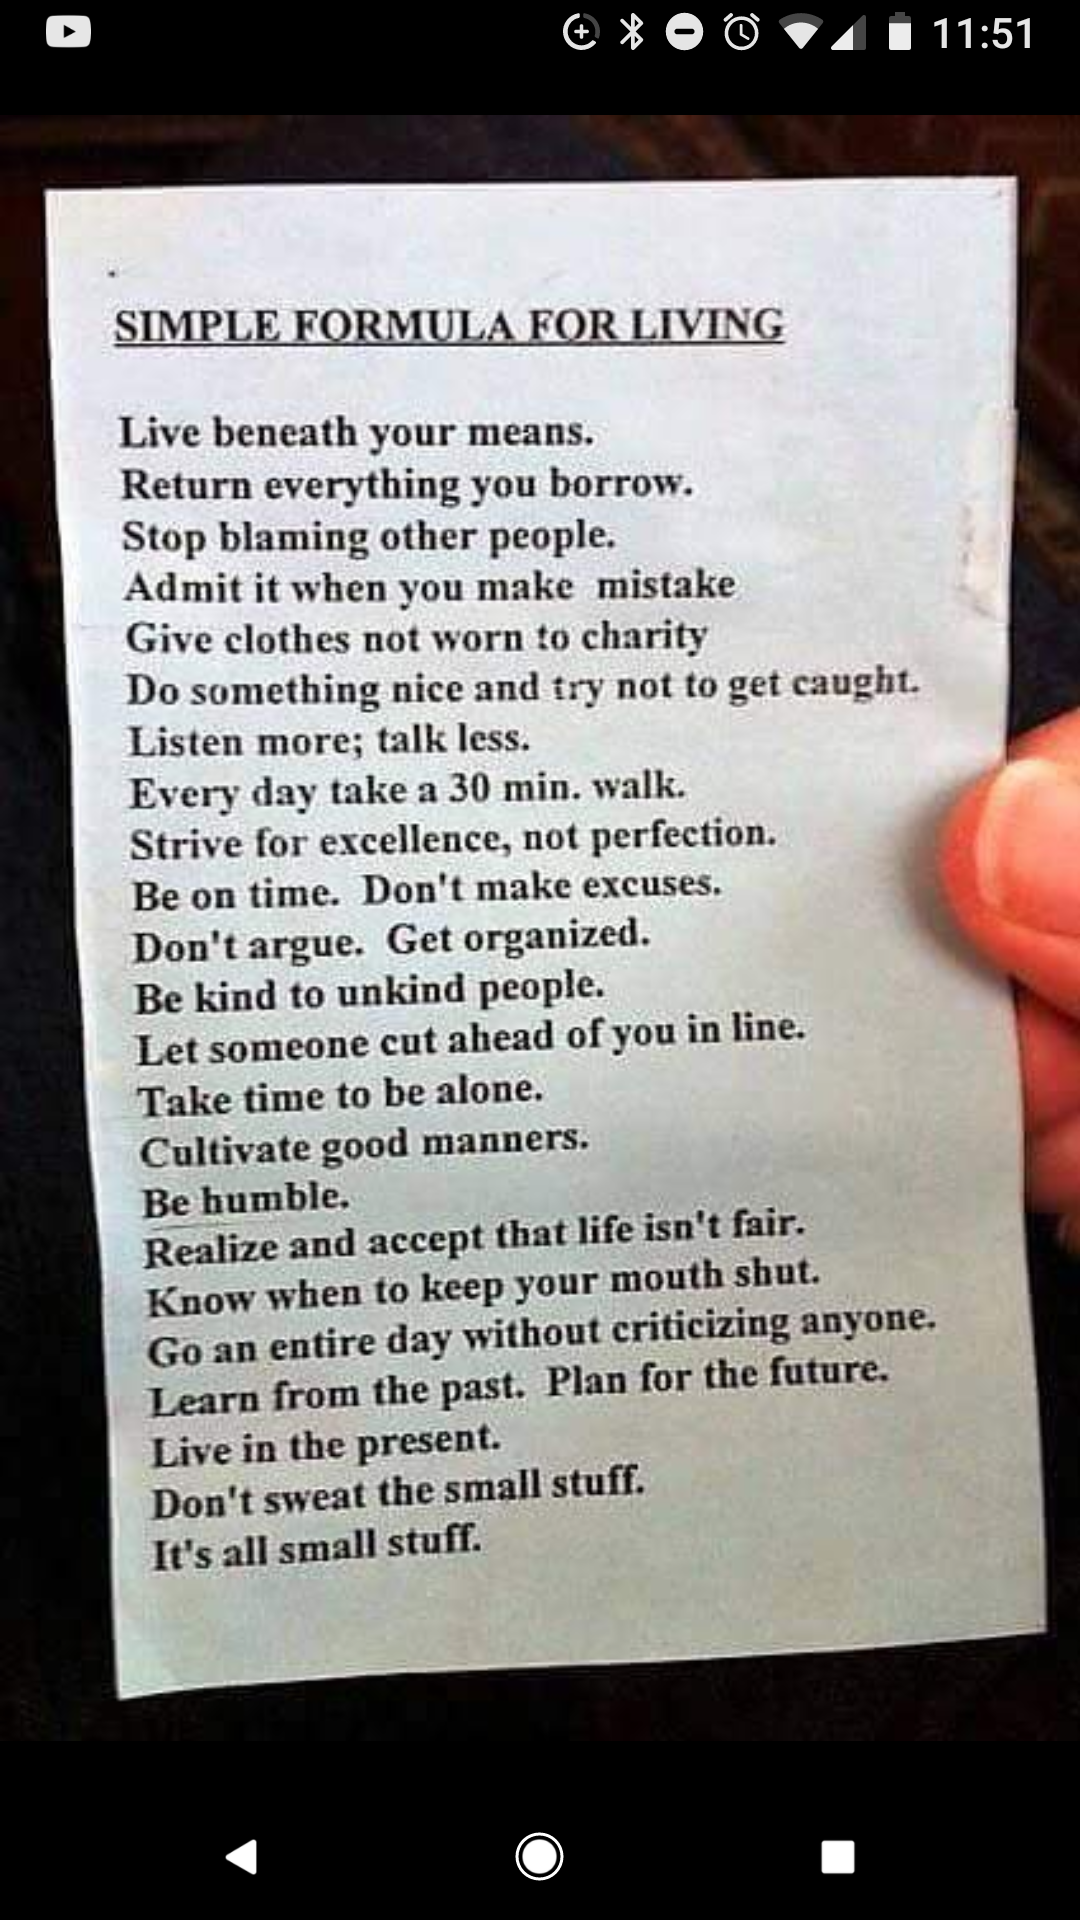 11:51
SIMPLE FORMULA FOR LIVING
Live beneath your means.
Return everything you borrow.
Stop blaming other people.
Admit it when you make  mistake
Give clothes not worn to charity
Do something nice and try not to get caught.
Listen more; talk less.
Every day take a 30 min. walk.
Strive for excellence, not perfection.
Be on time.  Don't make excuses.
Don't argue.  Get organized.
Be kind to unkind people.
Let someone cut ahead of you in line.
Take time to be alone.
Cultivate good manners.
Be humble.
Realize and accept that life isn't fair.
Know when to keep your mouth shut.
Go an entire day without criticizing anyone.
Learn from the past.  Plan for the future.
Live in the present.
Don't sweat the small stuff.
It's all small stuff.